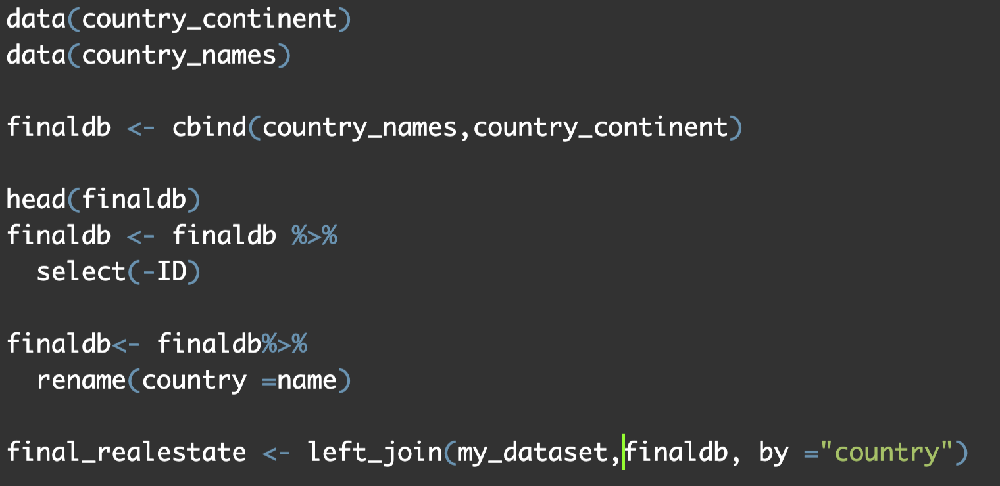 data(country_continent)
data(country_names)
finaldb <- cbind(country_names,country_continent)
head(finaldb)
finaldb <- finaldb %>%
  select(-ID)
finaldb<- finaldb%>%
  rename(country =name)
final_realestate <- left_join(my_dataset,finaldb, by ="country")